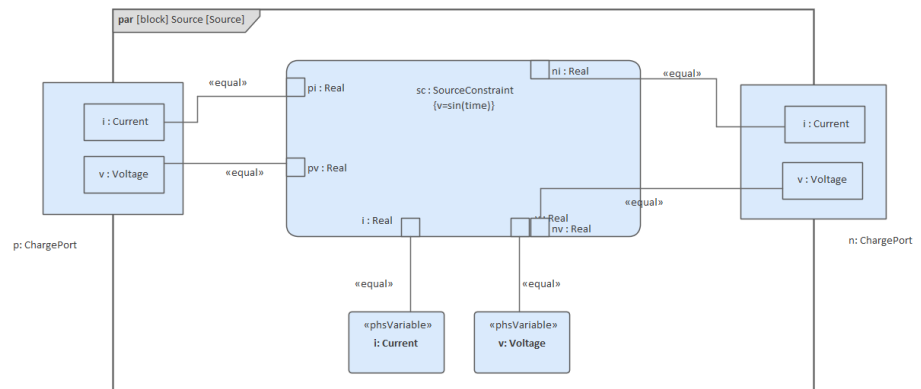 par [block] Source [Source]
«equal»
pi : Real
sc : SourceConstraint
{v=sin(time)}
ni : Real
«equal»
i : Current
i : Current
v : Voltage
«equal»
pv : Real
v : Voltage
«equal»
i : Real
v : Real
nv : Real
p: ChargePort
n: ChargePort
«equal»
«equal»
«phsVariable»
i: Current
«phsVariable»
v: Voltage